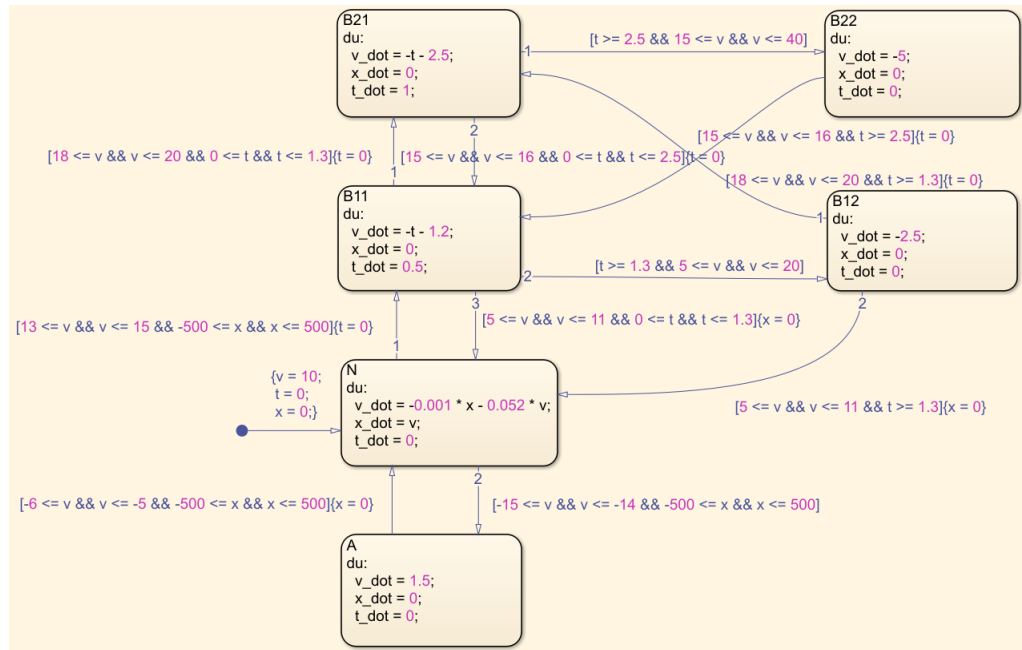 B21
du:
v_dot = -t - 2.5;
x_dot = 0;
t_dot = 1;
1
[t >= 2.5 && 15 <= v && v <= 40]
B22
du:
v_dot = -5;
x_dot = 0;
t_dot = 0;
2
[15 <= v && v <= 16 && t >= 2.5]{t = 0}
[18 <= v && v <= 20 && 0 <= t && t <= 1.3]{t = 0}
1
[15 <= v && v <= 16 && 0 <= t && t <= 2.5]{t = 0}
[18 <= v && v <= 20 && t >= 1.3]{t = 0}
B11
du:
v_dot = -t - 1.2;
x_dot = 0;
t_dot = 0.5;
2
[t >= 1.3 && 5 <= v && v <= 20]
1
B12
du:
v_dot = -2.5;
x_dot = 0;
t_dot = 0;
2
3
[5 <= v && v <= 11 && 0 <= t && t <= 1.3]{x = 0}
[13 <= v && v <= 15 && -500 <= x && x <= 500]{t = 0}
1
{v = 10;
t = 0;
x = 0;}
N
du:
v_dot = -0.001 * x - 0.052 * v;
x_dot = v;
t_dot = 0;
[5 <= v && v <= 11 && t >= 1.3]{x = 0}
2
[-6 <= v && v <= -5 && -500 <= x && x <= 500]{x = 0}
[-15 <= v && v <= -14 && -500 <= x && x <= 500]
A
du:
v_dot = 1.5;
x_dot = 0;
t_dot = 0;